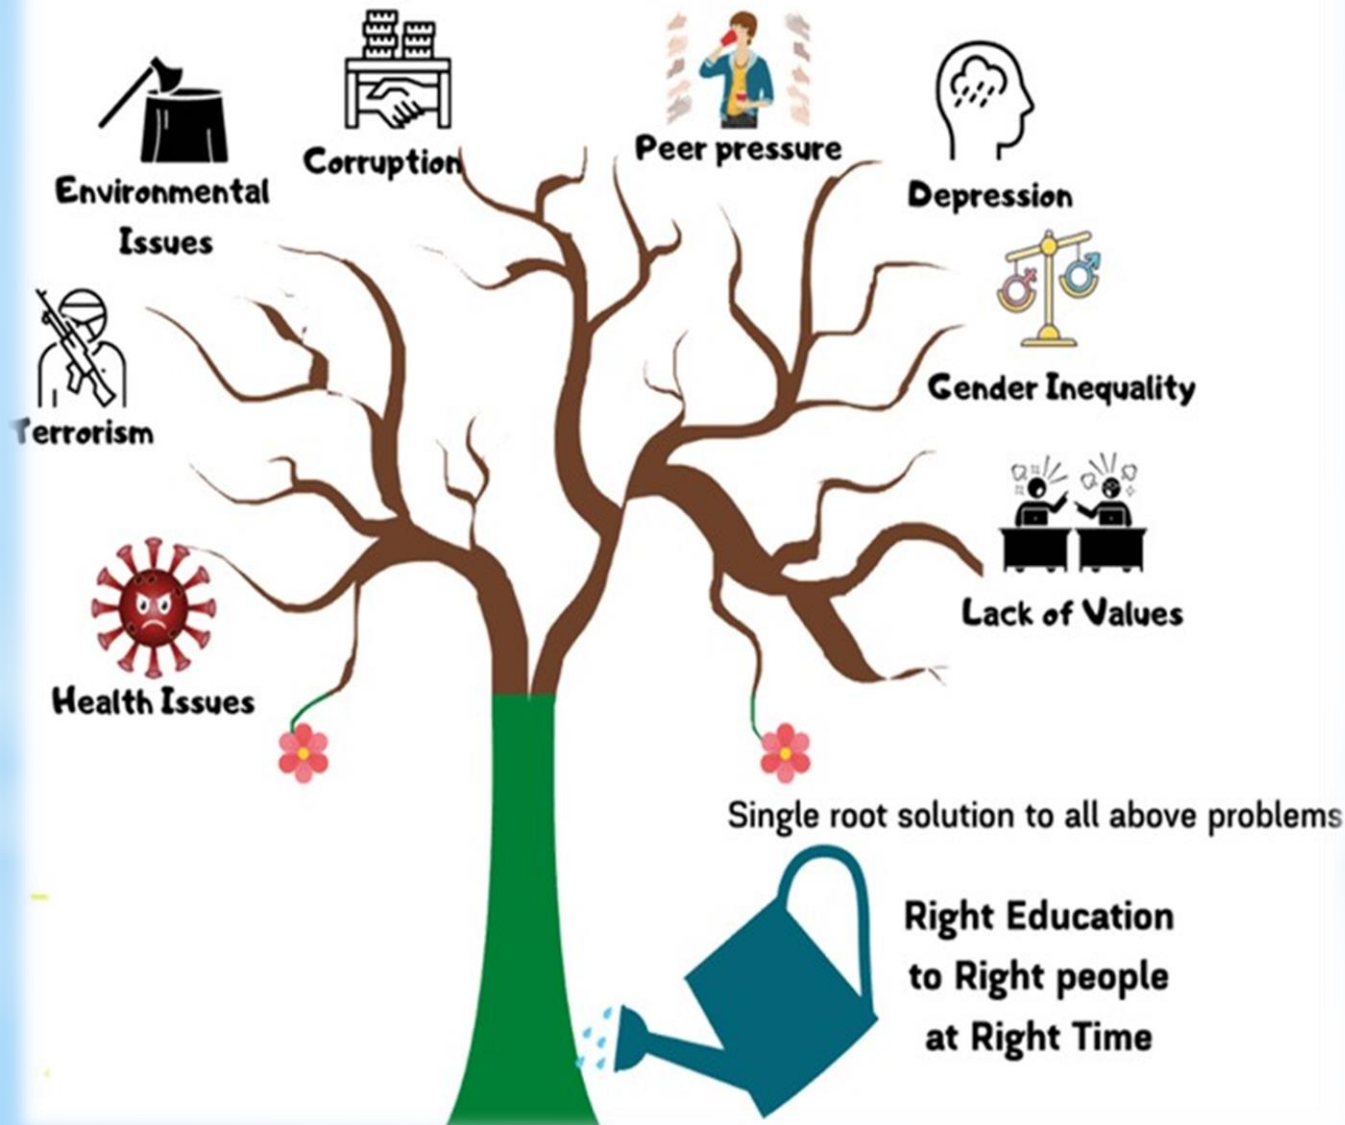 Corruption
Peer pressure
Environmental
Issues
Depression
Gender Inequality
Terrorism
Lack of Values
Health Issues
Single root solution to all above problems
Right Education
to Right people
at Right Time